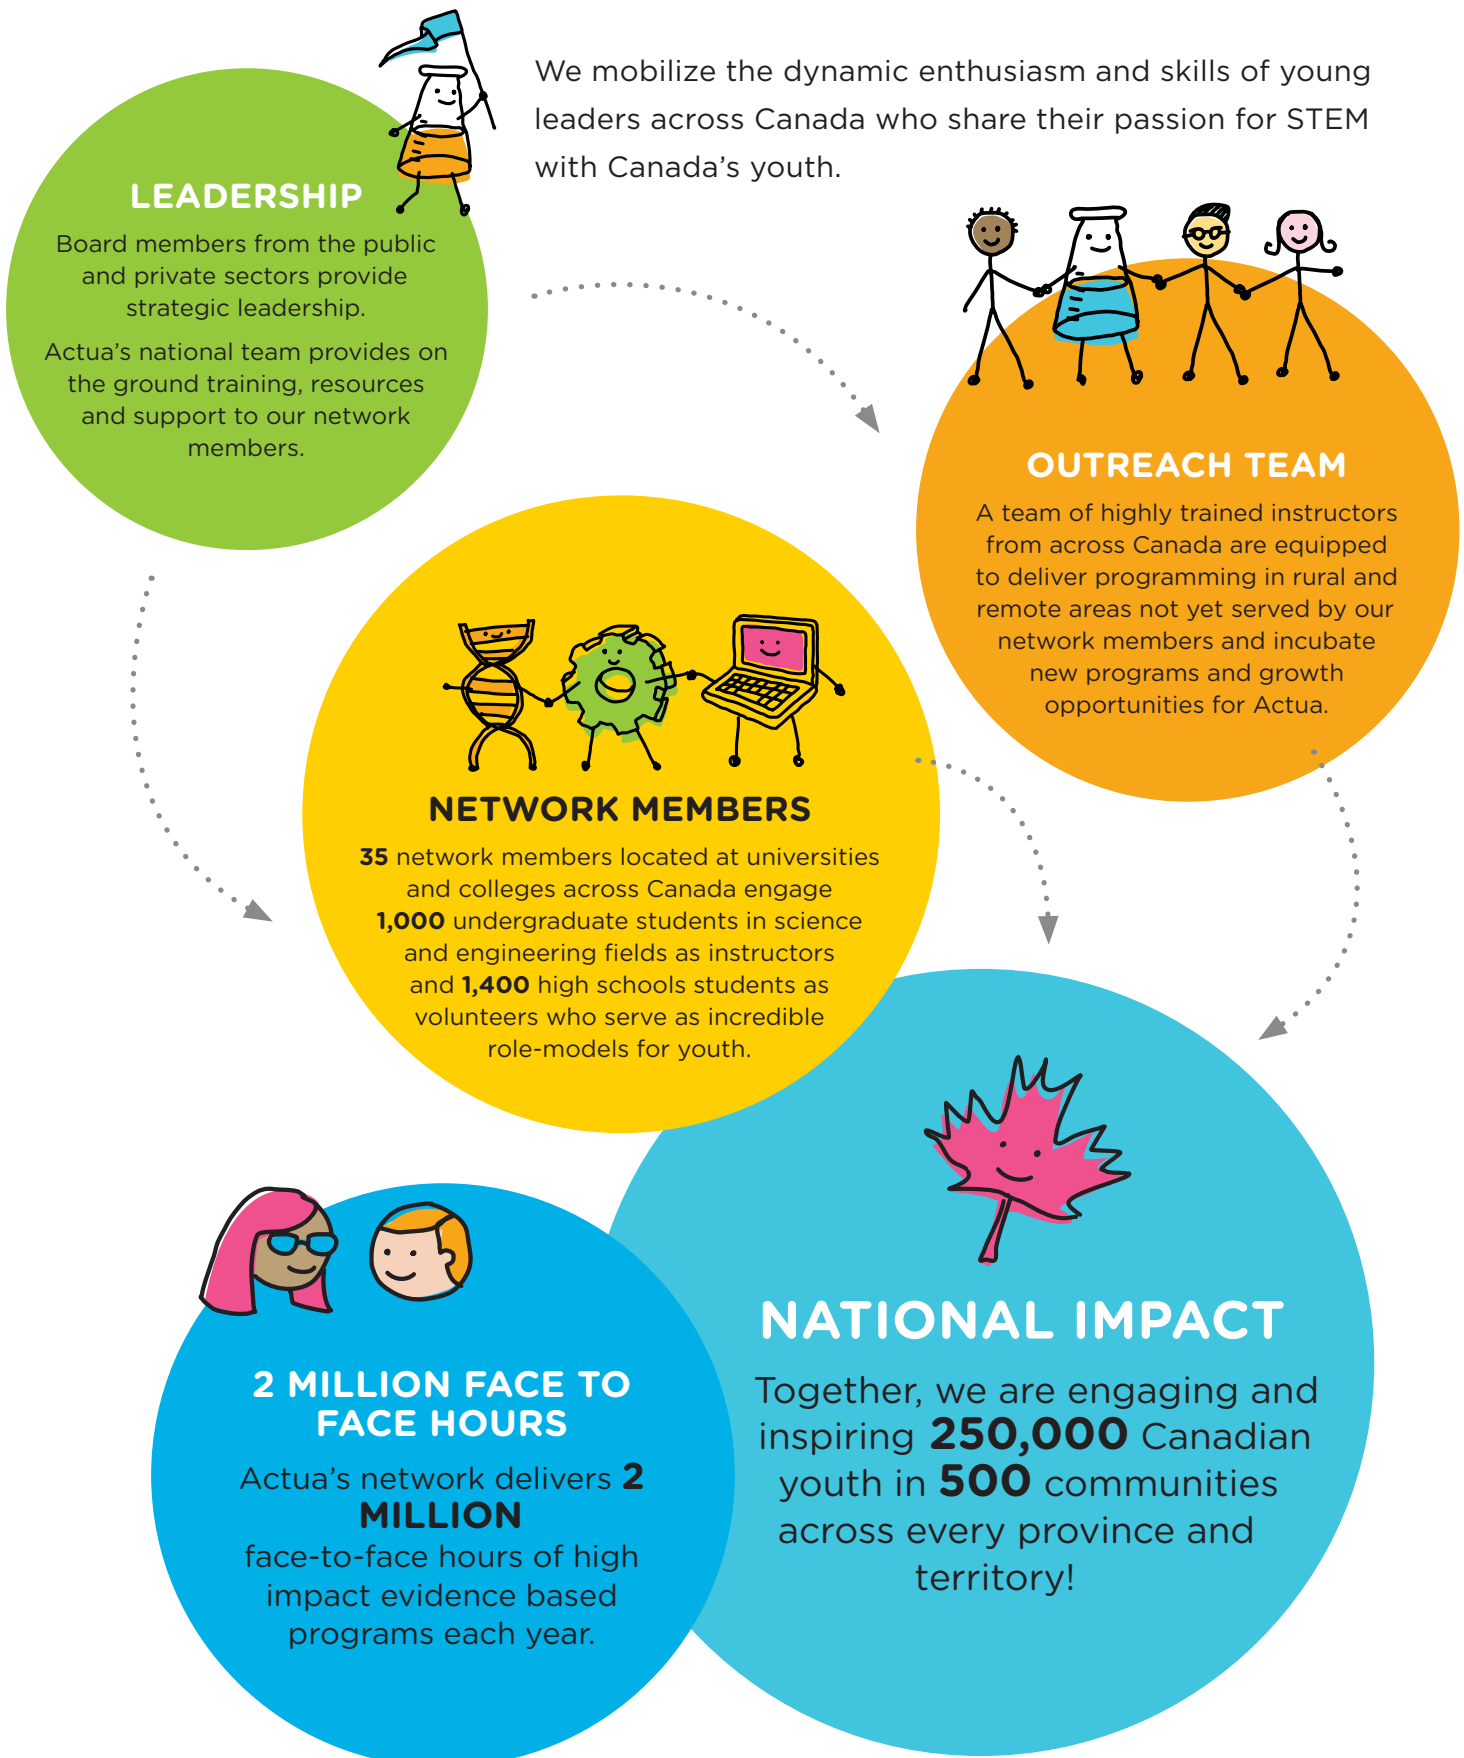 We mobilize the dynamic enthusiasm and skills of young
leaders across Canada who share their passion for STEM
with Canada’s youth.
LEADERSHIP
Board members from the public
and private sectors provide
strategic leadership.
Actua’s national team provides on
the ground training, resources
and support to our network
members.
OUTREACH TEAM
A team of highly trained instructors
from across Canada are equipped
to deliver programming in rural and
remote areas not yet served by our
network members and incubate
new programs and growth
opportunities for Actua.
NETWORK MEMBERS
35 network members located at universities
and colleges across Canada engage
1,000 undergraduate students in science
and engineering fields as instructors
and 1,400 high schools students as
volunteers who serve as incredible
role-models for youth.
NATIONAL IMPACT
Together, we are engaging and
inspiring 250,000 Canadian
youth in 500 communities
across every province and
territory!
2 MILLION FACE TO
FACE HOURS
Actua’s network delivers 2
MILLION
face-to-face hours of high
impact evidence based
programs each year.